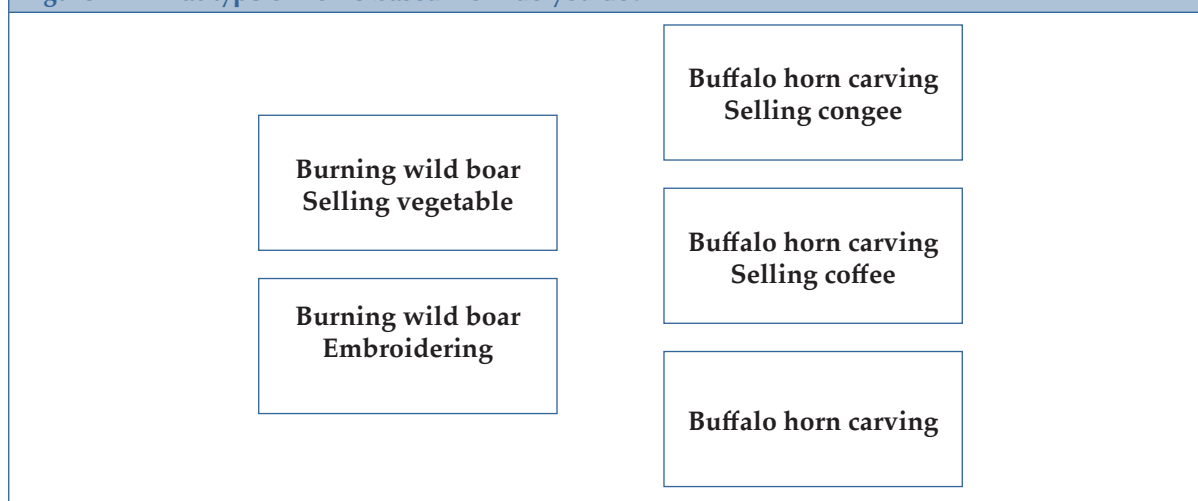 Burning wild boar
Selling vegetable
Burning wild boar
Embroidering
Buffalo horn carving
Selling congee
Buffalo horn carving
Selling coffee
Buffalo horn carving